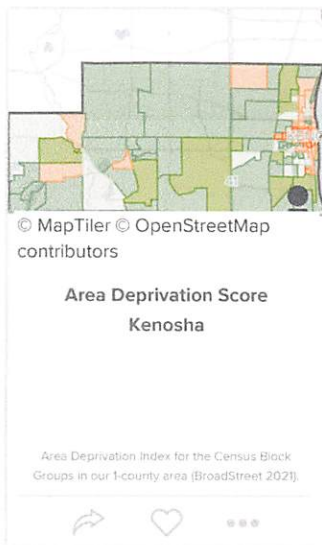 © MapTiler © OpenStreetMap
contributors
Area Deprivation Score
Kenosha
Area Deprivation Index for the Census Block
Groups in our 1-county area (BroadStreet 2021).